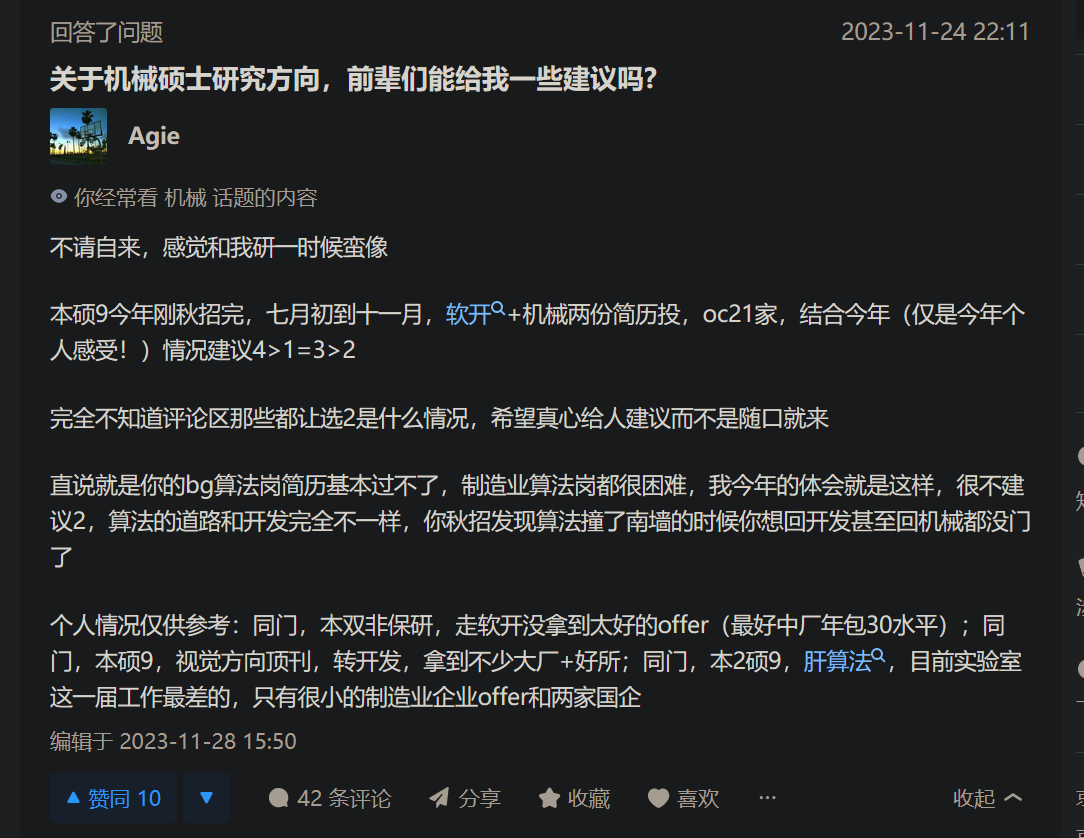 回答了问题
2023-11-24 22:11
关于机械硕士研究方向，前辈们能给我一些建议吗?
Agie
你经常看 机械 话题的内容
不请自来，感觉和我研一时候蛮像
本硕9今年刚秋招完，七月初到十一月，软开+机械两份简历投，oc21家，结合今年（仅是今年个
人感受！）情况建议4>1=3>2
完全不知道评论区那些都让选2是什么情况，希望真心给人建议而不是随口就来
直说就是你的bg算法岗简历基本过不了，制造业算法岗都很困难，我今年的体会就是这样，很不建
议2，算法的道路和开发完全不一样，你秋招发现算法撞了南墙的时候你想回开发甚至回机械都没门
了
个人情况仅供参考：同门，本双非保研，走软开没拿到太好的offer（最好中厂年包30水平）；同
门，本硕9，视觉方向顶刊，转开发，拿到不少大厂+好所；同门，本2硕9，肝算法，目前实验室
这一届工作最差的，只有很小的制造业企业offer和两家国企
编辑于 2023-11-28 15:50
赞同 10
42 条评论
分享
收藏
喜欢
收起